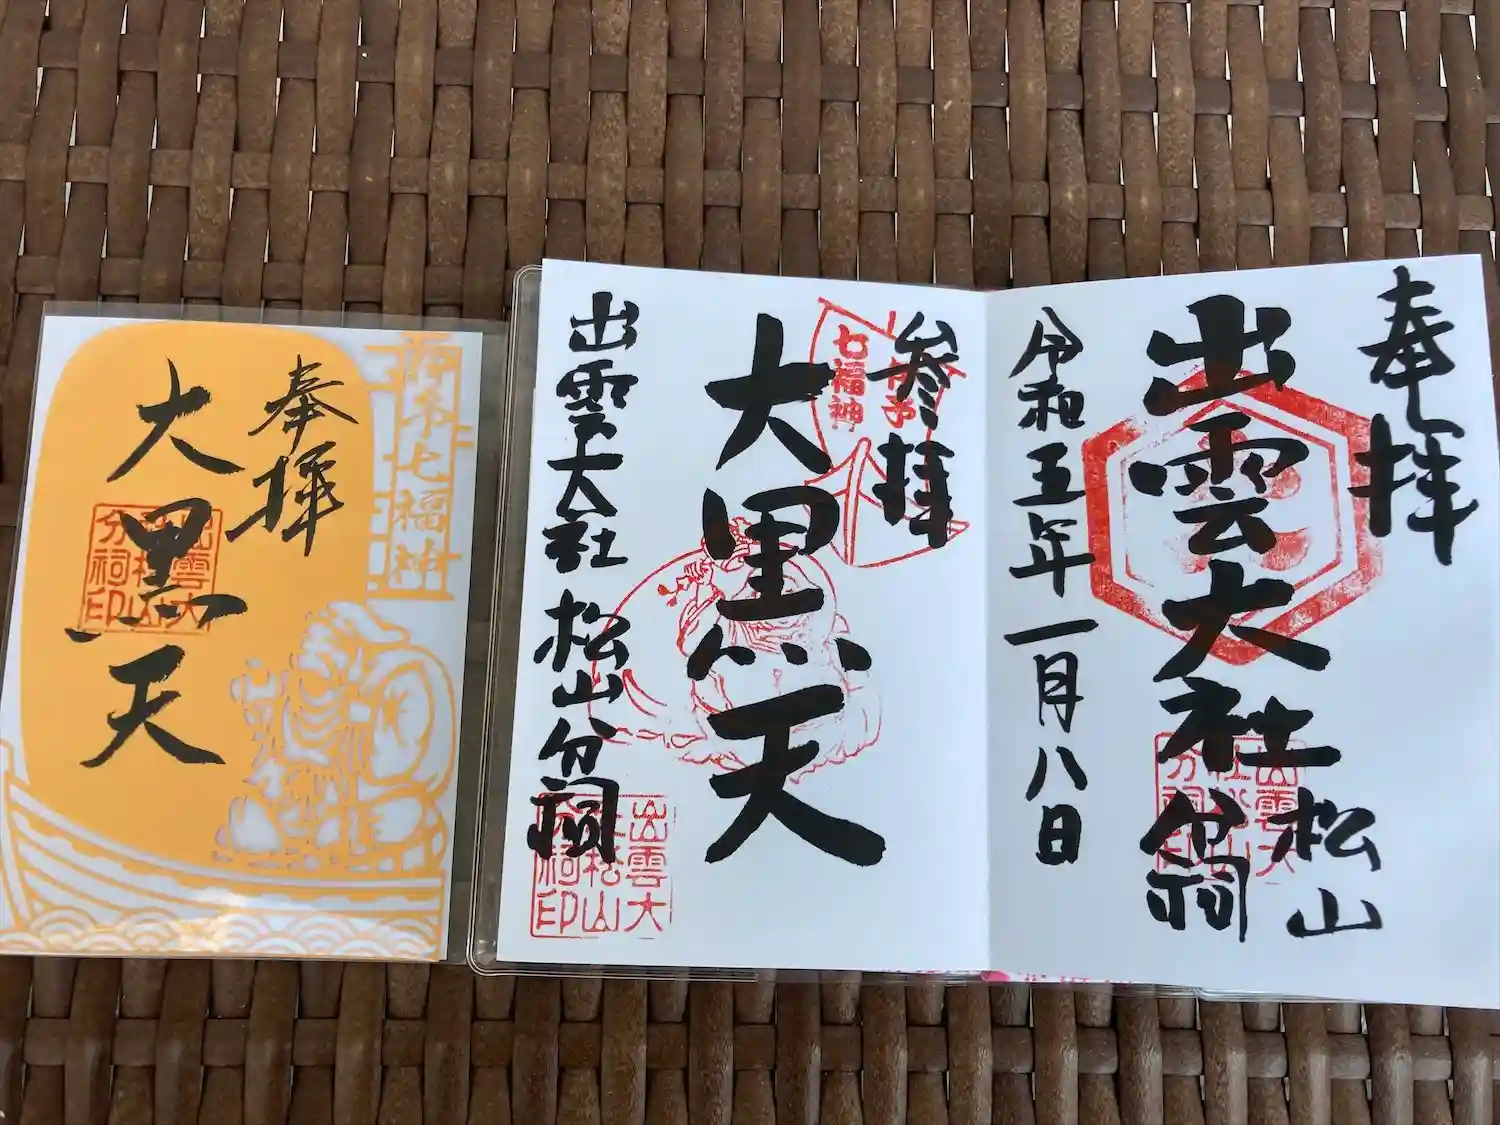 奉拝
大黒天
伊予七福神
出雲大
社松山
分祠印
奉拝
出雲大社
松山
分祠
出雲大
社松山
分祠印
令和五年一月八日
参拝
伊予
七福神
大黒天
出雲大社 松山分祠
出雲大
社松山
分祠印